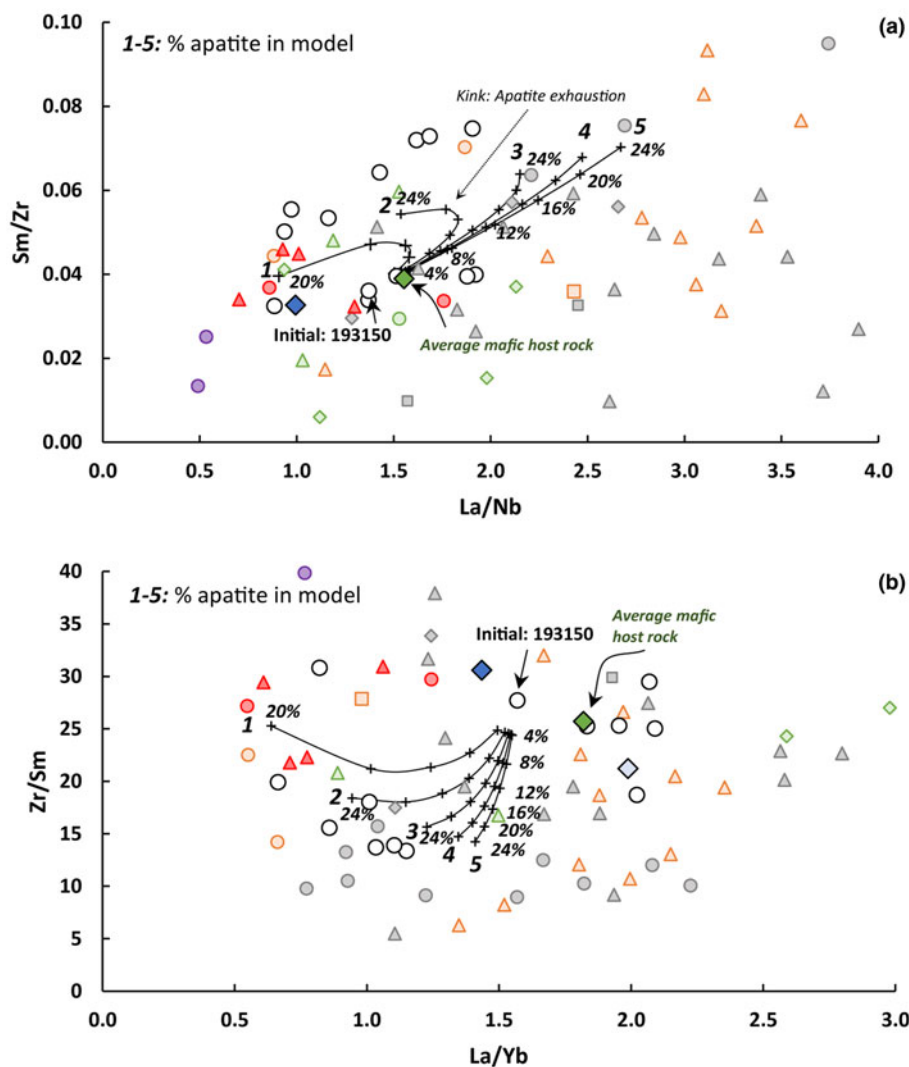 (a)
1-5: % apatite in model
Kink: Apatite exhaustion
0.10
0.08
0.06
0.04
0.02
0.00
Sm/Zr
1
20%
2
24%
3
24%
4
5
24%
20%
16%
12%
8%
4%
Initial: 193150
Average mafic host rock
0.0 0.5 1.0 1.5 2.0 2.5 3.0 3.5 4.0
La/Nb
(b)
1-5: % apatite in model
Average mafic
host rock
Initial: 193150
40
35
30
25
20
15
10
5
0
Zr/Sm
1
20%
2
24%
3
24%
4
5
4%
8%
12%
16%
20%
24%
0.0 0.5 1.0 1.5 2.0 2.5 3.0
La/Yb